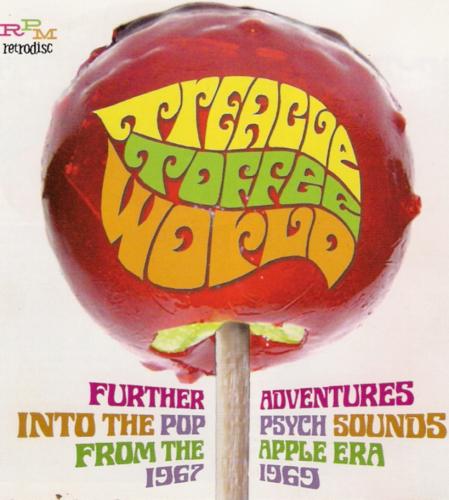 RPM
retrodisc
TREACLE
TOFFEE
WORLD
FURTHER ADVENTURES
INTO THE POP PSYCH SOUNDS
FROM THE APPLE ERA
1967 1969